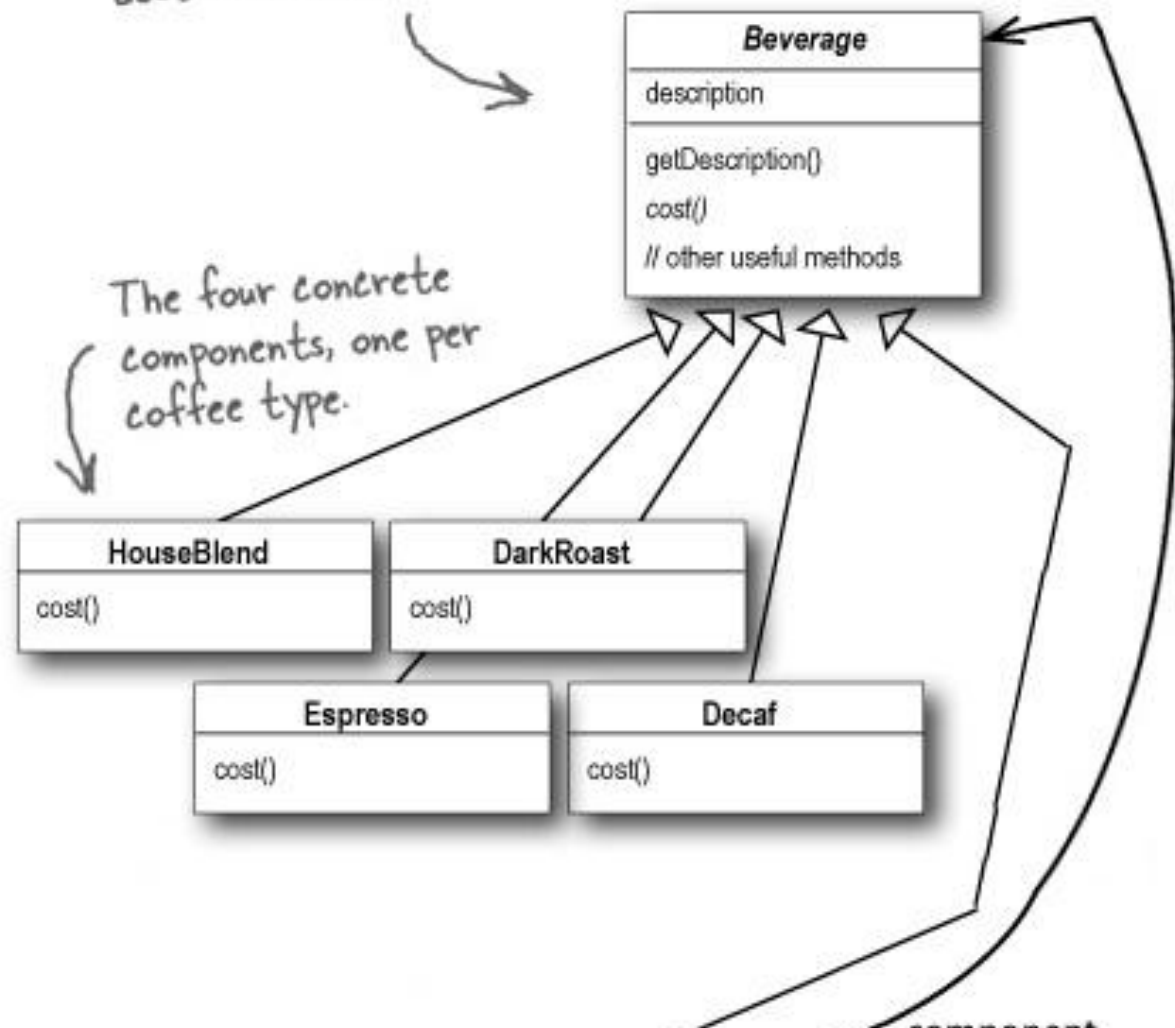 Beverage
description
getDescription()
cost()
// other useful methods
The four concrete
components, one per
coffee type.
HouseBlend
cost()
DarkRoast
cost()
Espresso
cost()
Decaf
cost()
component